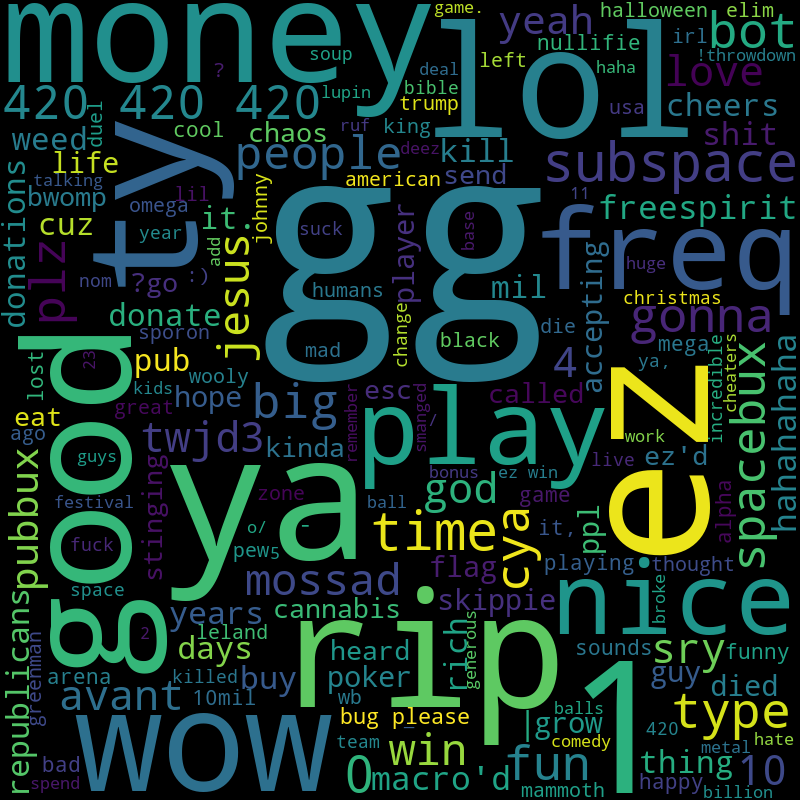 money
lol
gg
ya
rip
ez
good
wow
1
nice
freq
play
ty
time
420 420 420
game.
halloween
elim
bot
yeah
nullifie
irl
!throwdown
soup
deal
bible
left
haha
love
?
lupin
trump
cheers
weed
duel
cool
chaos
ruf
king
usa
shit
people
deez
kill
life
talking
subspace
donations
bwomp
lil
american
send
omega
johnny
11
cuz
it.
freespirit
year
suck
base
plz
add
jesus
player
huge
nom
:)
?go
humans
mil
accepting
christmas
gonna
donate
change
die
sporon
mad
black
4
mega
ya,
incredible
cheaters
pub
23
wooly
esc
called
spacebux
hahahahaha
lost
kids
hope
big
eat
great
remember
smanged
/
ago
twjd3
kinda
work
ez'd
guys
bonus
ez win
live
pubbux
stinging
god
game
alpha
festival
zone
ball
ppl
fuck
o/
-
cya
it,
pew
5
flag
playing
thought
space
mossad
skippie
broke
years
cannabis
republicans
2
leland
days
heard
rich
generous
sounds
sry
funny
greenman
arena
killed
buy
poker
guy
died
avant
10mil
wb
balls
type
bug please
_
|grow
420
team
win
comedy
metal
hate
bad
0
fun
thing
10
spend
macro'd
mammoth
happy
billion